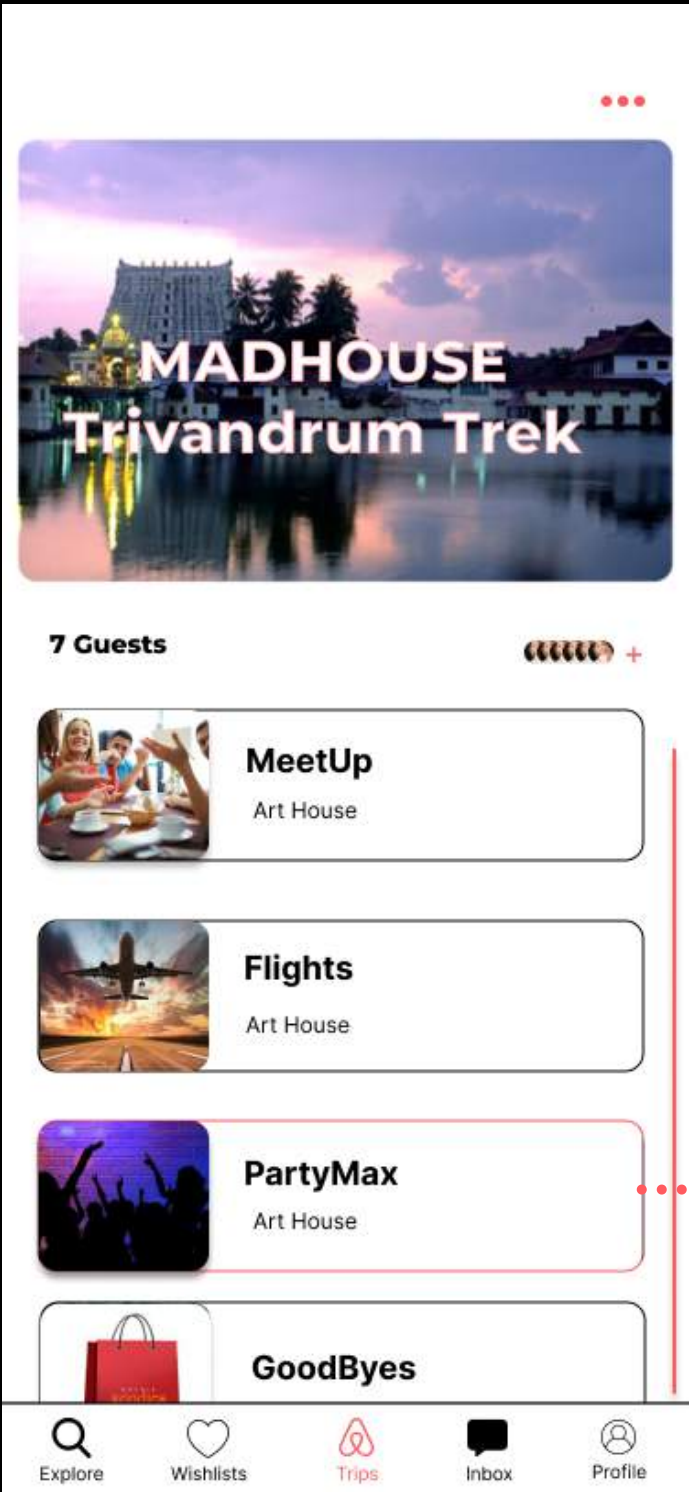 MADHOUSE
Trivandrum Trek
7 Guests
+
MeetUp
Art House
Flights
Art House
PartyMax
Art House
GoodByes
Explore
Wishlists
Trips
Inbox
Profile